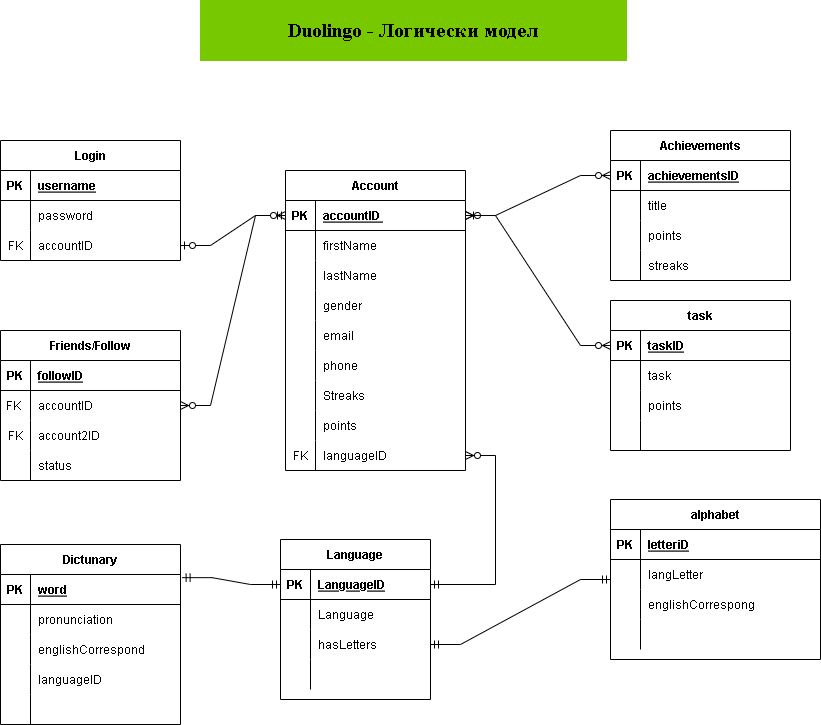 Duolingo - Логически модел
Login
PK username
password
FK accountID
Friends/Follow
PK followID
FK accountID
FK account2ID
status
Account
PK accountID
firstName
lastName
gender
email
phone
Streaks
points
FK languageID
Achievements
PK achievementsID
title
points
streaks
task
PK taskID
task
points
Dictunary
PK word
pronunciation
englishCorrespond
languageID
Language
PK LanguageID
Language
hasLetters
alphabet
PK letteriD
langLetter
englishCorrespong